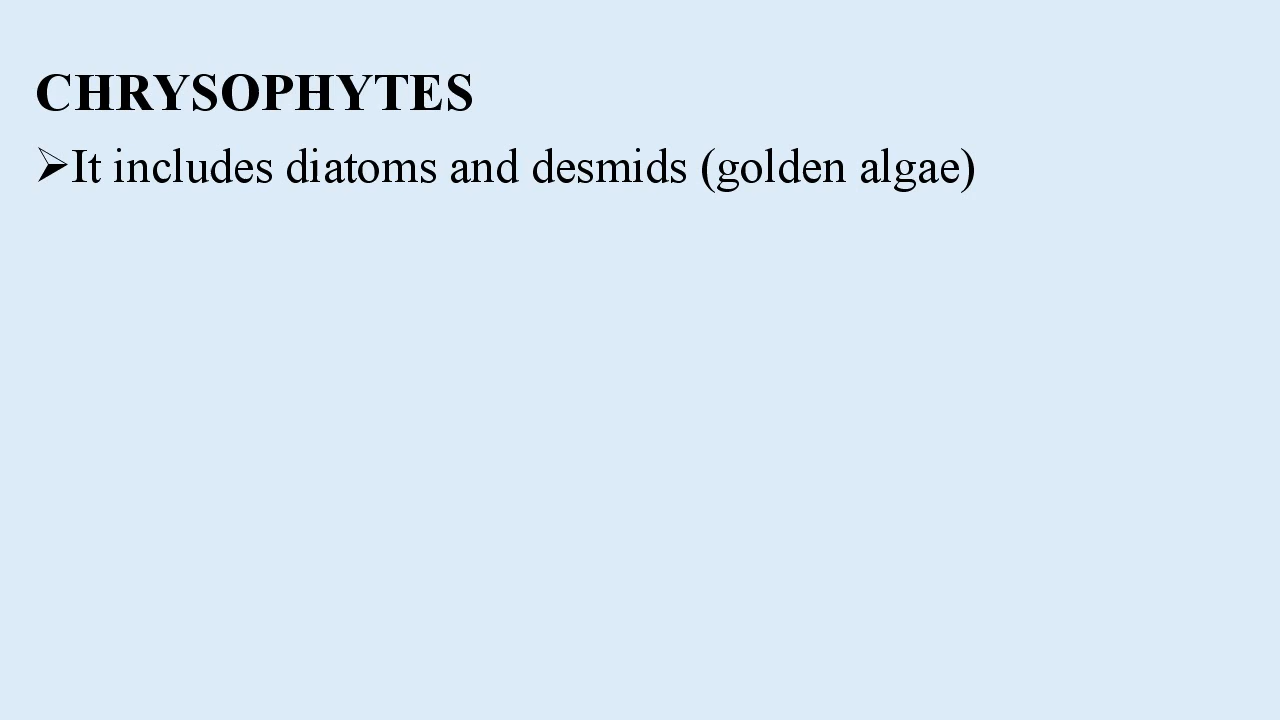 CHRYSOPHYTES
➢It includes diatoms and desmids (golden algae)